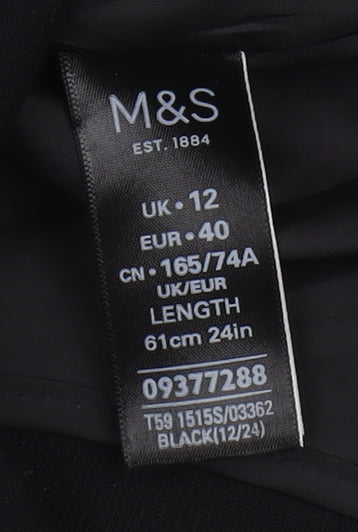 M&S
EST. 1884
UK • 12
EUR • 40
CN • 165/74A
UK/EUR
LENGTH
61cm 24in
09377288
T59 1515S/03362
BLACK(12/24)